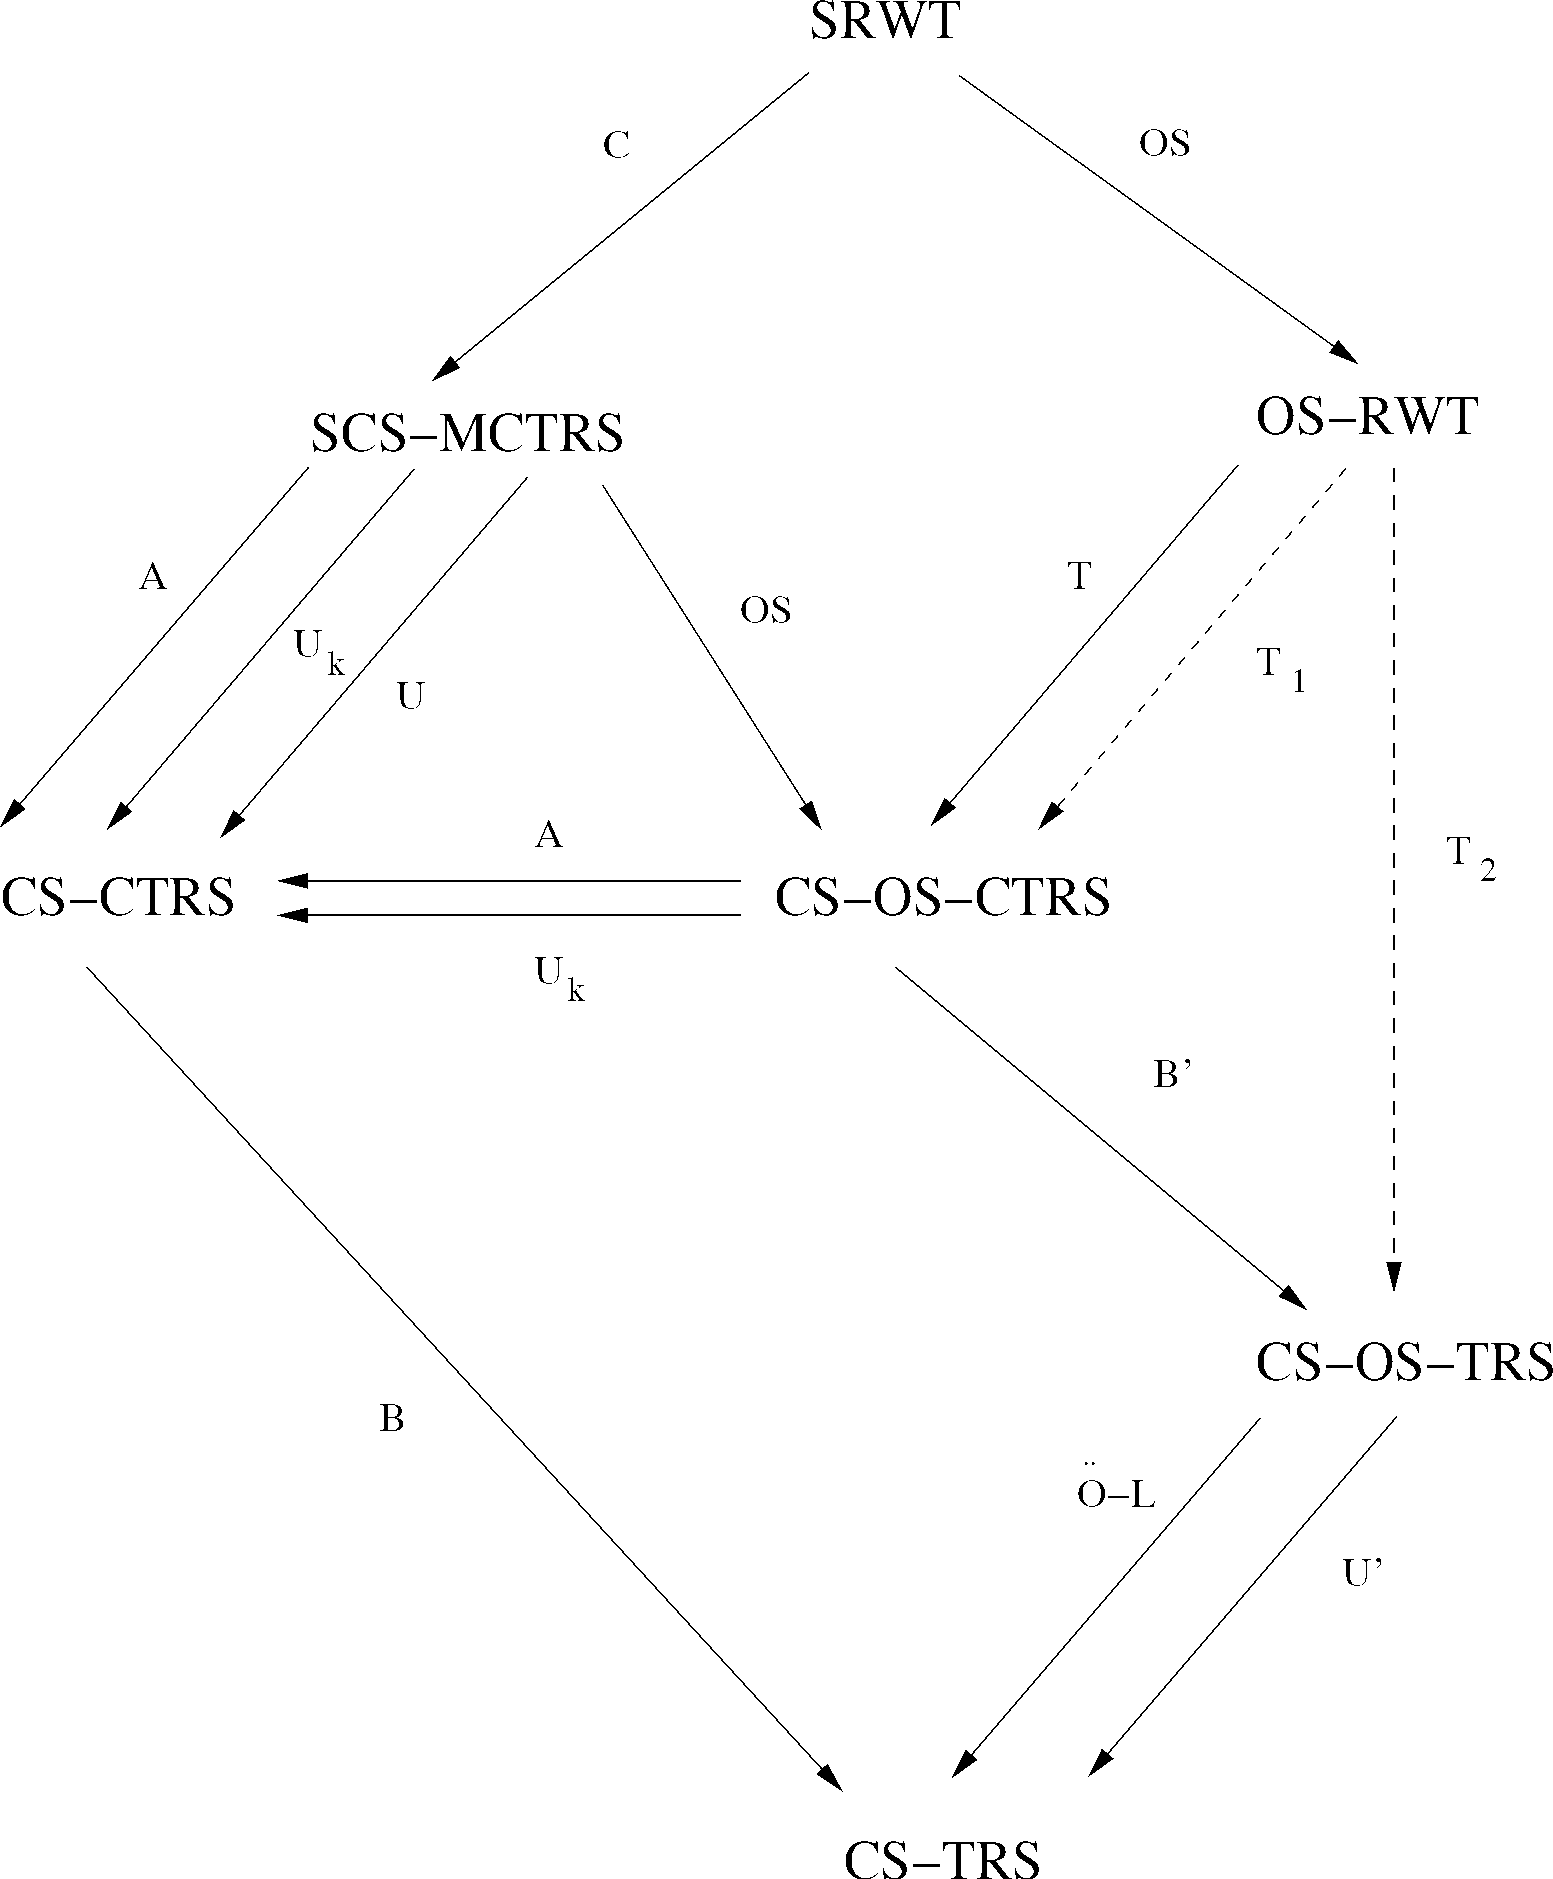 SRWT
C
OS
SCS–MCTRS
OS–RWT
A
U k
U
OS
T
T 1
T 2
A
CS–CTRS
CS–OS–CTRS
U k
B’
CS–OS–TRS
B
Ö–L
U’
CS–TRS